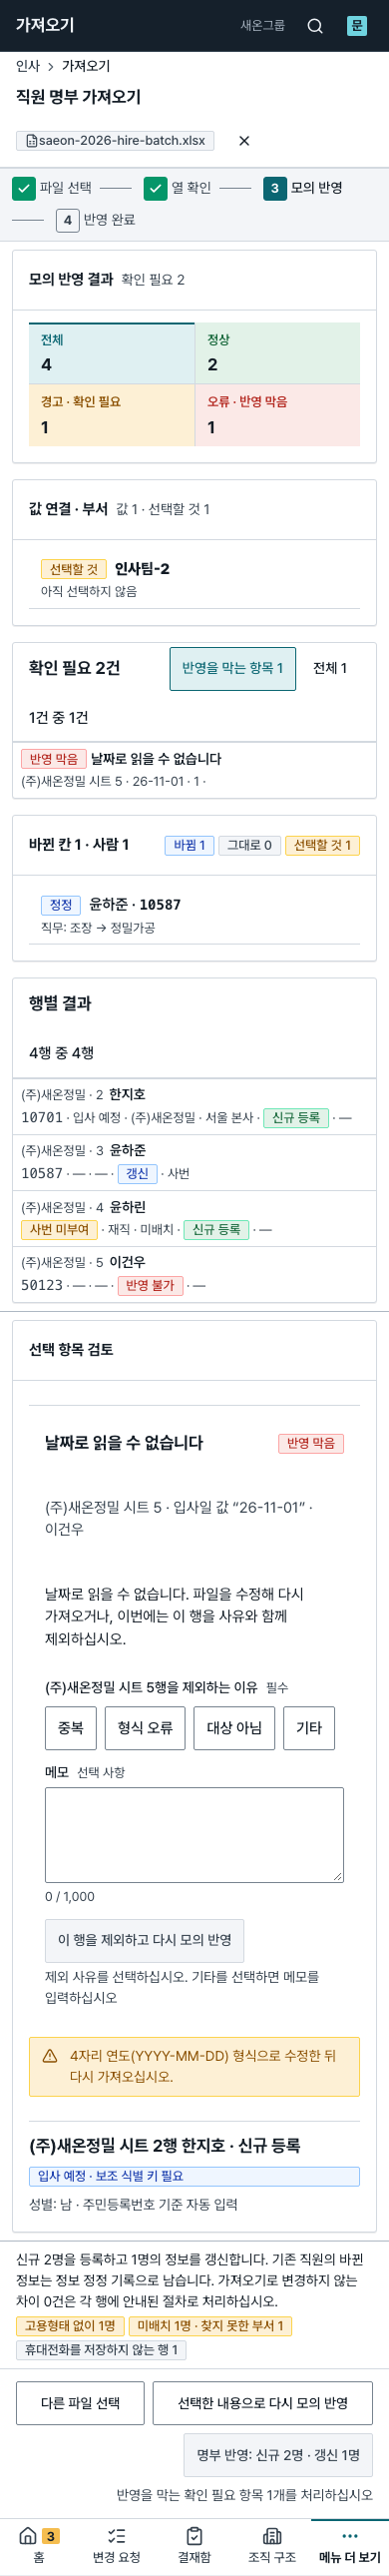 가져오기
새온그룹
문
인사 > 가져오기
직원 명부 가져오기
saeon-2026-hire-batch.xlsx
파일 선택
열 확인
3 모의 반영
4 반영 완료
모의 반영 결과 확인 필요 2
전체
4
정상
2
경고 · 확인 필요
1
오류 · 반영 막음
1
값 연결 · 부서 값 1 · 선택할 것 1
선택할 것 인사팀-2
아직 선택하지 않음
확인 필요 2건
반영을 막는 항목 1
전체 1
1건 중 1건
반영 막음 날짜로 읽을 수 없습니다
(주)새온정밀 시트 5 · 26-11-01 · 1 ·
바뀐 칸 1 · 사람 1
바뀜 1
그대로 0
선택할 것 1
정정 윤하준 · 10587
직무: 조장 → 정밀가공
행별 결과
4행 중 4행
(주)새온정밀 · 2 한지호
10701 · 입사 예정 · (주)새온정밀 · 서울 본사 · 신규 등록 · —
(주)새온정밀 · 3 윤하준
10587 · — · — · 갱신 · 사번
(주)새온정밀 · 4 윤하린
사번 미부여 · 재직 · 미배치 · 신규 등록 · —
(주)새온정밀 · 5 이건우
50123 · — · — · 반영 불가 · —
선택 항목 검토
날짜로 읽을 수 없습니다
반영 막음
(주)새온정밀 시트 5 · 입사일 값 “26-11-01” ·
이건우
날짜로 읽을 수 없습니다. 파일을 수정해 다시
가져오거나, 이번에는 이 행을 사유와 함께
제외하십시오.
(주)새온정밀 시트 5행을 제외하는 이유 필수
중복
형식 오류
대상 아님
기타
메모 선택 사항
0 / 1,000
이 행을 제외하고 다시 모의 반영
제외 사유를 선택하십시오. 기타를 선택하면 메모를
입력하십시오
4자리 연도(YYYY-MM-DD) 형식으로 수정한 뒤
다시 가져오십시오.
(주)새온정밀 시트 2행 한지호 · 신규 등록
입사 예정 · 보조 식별 키 필요
성별: 남 · 주민등록번호 기준 자동 입력
신규 2명을 등록하고 1명의 정보를 갱신합니다. 기존 직원의 바뀐
정보는 정보 정정 기록으로 남습니다. 가져오기로 변경하지 않는
차이 0건은 각 행에 안내된 절차로 처리하십시오.
고용형태 없이 1명
미배치 1명 · 찾지 못한 부서 1
휴대전화를 저장하지 않는 행 1
다른 파일 선택
선택한 내용으로 다시 모의 반영
명부 반영: 신규 2명 · 갱신 1명
반영을 막는 확인 필요 항목 1개를 처리하십시오
3
홈
변경 요청
결재함
조직 구조
메뉴 더 보기